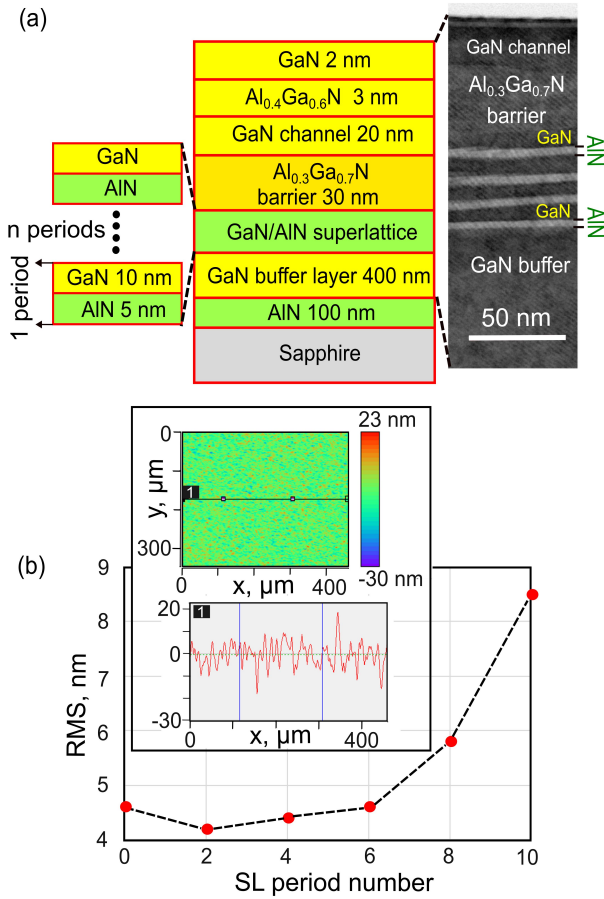 (a)
GaN 2 nm
Al0.4Ga0.6N 3 nm
GaN channel 20 nm
Al0.3Ga0.7N
barrier 30 nm
GaN/AlN superlattice
GaN buffer layer 400 nm
AlN 100 nm
Sapphire
GaN
AlN
n periods
GaN 10 nm
AlN 5 nm
1 period
GaN channel
Al0.3Ga0.7N
barrier
GaN
AlN
GaN
AlN
GaN buffer
50 nm
(b)
23 nm
-30 nm
0
300
y, µm
1
0
400
x, µm
1
20
0
-30
0
400
x, µm
9
8
7
6
5
4
RMS, nm
0
2
4
6
8
10
SL period number